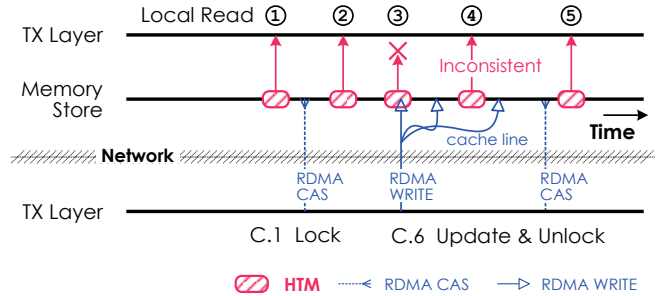 Local Read ① ② ③ ④ ⑤
TX Layer
Inconsistent
Memory
Store
Time
cache line
Network
RDMA
CAS
RDMA
WRITE
RDMA
CAS
TX Layer
C.1 Lock
C.6 Update & Unlock
HTM
RDMA CAS
RDMA WRITE